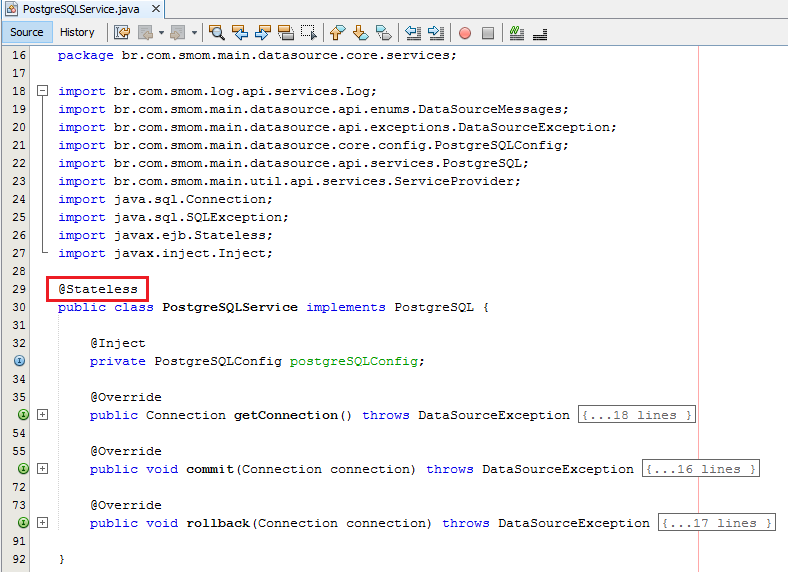 PostgreSQLService.java
Source History
16 package br.com.smom.main.datasource.core.services;
17
18 import br.com.smom.log.api.services.Log;
19 import br.com.smom.main.datasource.api.enums.DataSourceMessages;
20 import br.com.smom.main.datasource.api.exceptions.DataSourceException;
21 import br.com.smom.main.datasource.core.config.PostgreSQLConfig;
22 import br.com.smom.main.datasource.api.services.PostgreSQL;
23 import br.com.smom.main.util.api.services.ServiceProvider;
24 import java.sql.Connection;
25 import java.sql.SQLException;
26 import javax.ejb.Stateless;
27 import javax.inject.Inject;
28
29 @Stateless
30 public class PostgreSQLService implements PostgreSQL {
31
32 @Inject
private PostgreSQLConfig postgreSQLConfig;
34
35 @Override
public Connection getConnection() throws DataSourceException {...18 lines }
54
55 @Override
public void commit(Connection connection) throws DataSourceException {...16 lines }
72
73 @Override
public void rollback(Connection connection) throws DataSourceException {...17 lines }
91
92 }